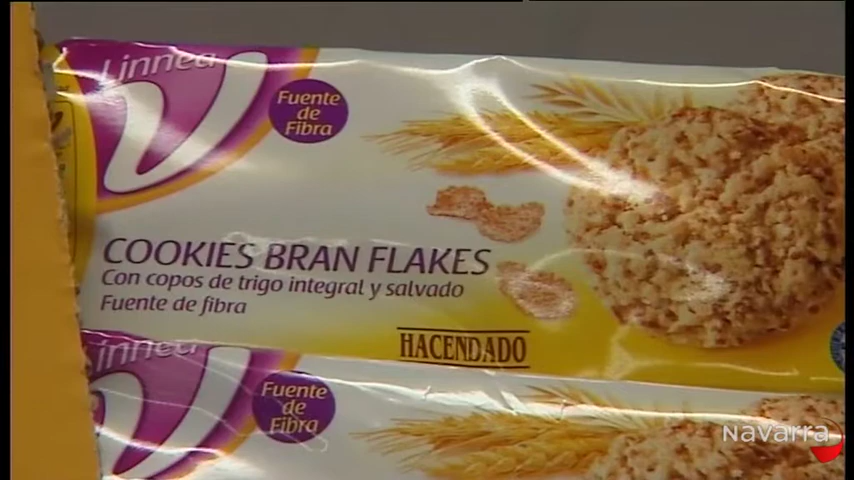 Linnea
V
Fuente
de
Fibra
COOKIES BRAN FLAKES
Con copos de trigo integral y salvado
Fuente de fibra
HACENDADO
Linnea
Fuente
de
Fibra
Navarra